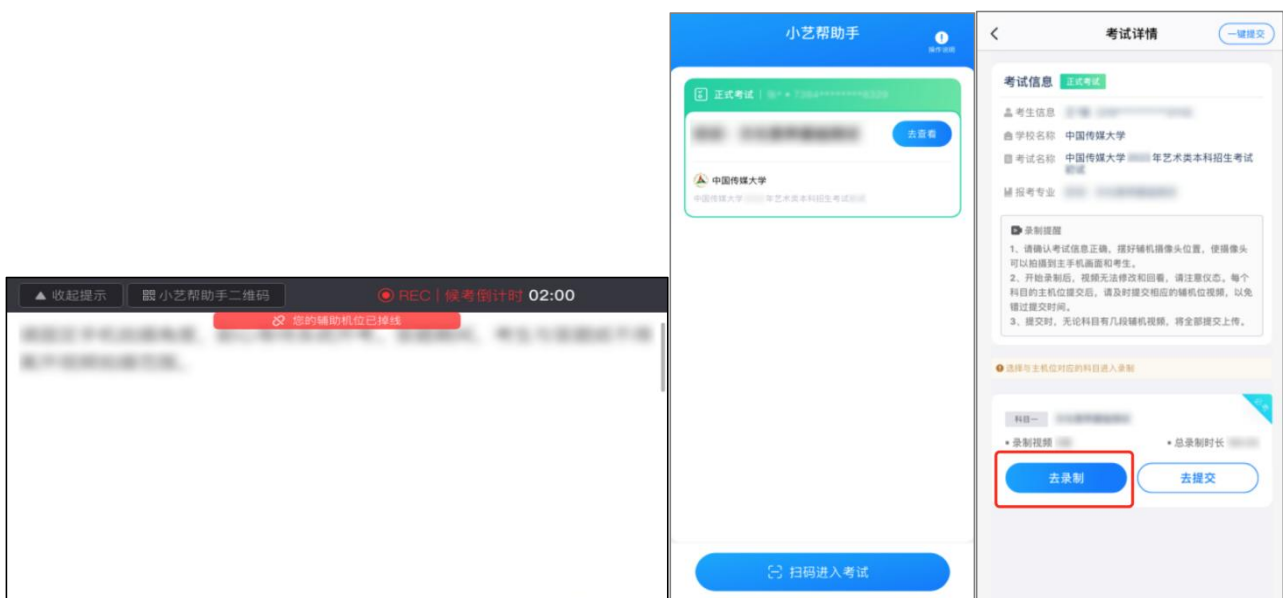 收起提示
小艺帮助手二维码
REC | 候考倒计时 02:00
您的辅助机位已掉线
小艺帮助手
操作说明
正式考试
去查看
中国传媒大学
中国传媒大学 年艺术类本科招生考试
扫码进入考试
考试详情
一键提交
考试信息 正式考试
考生信息
学校名称 中国传媒大学
考试名称 中国传媒大学 年艺术类本科招生考试
报考专业
录制提醒
1、请确认考试信息正确，摆好辅机摄像头位置，使摄像头
可以拍摄到主手机画面和考生。
2、开始录制后，视频无法修改和回看，请注意仪态。每个
科目的主机位提交后，请及时提交相应的辅机位视频，以免
错过提交时间。
3、提交时，无论科目有几段辅机视频，将全部提交上传。
选择与主机位对应的科目进入录制
科目一
• 录制视频
• 总录制时长
去录制
去提交